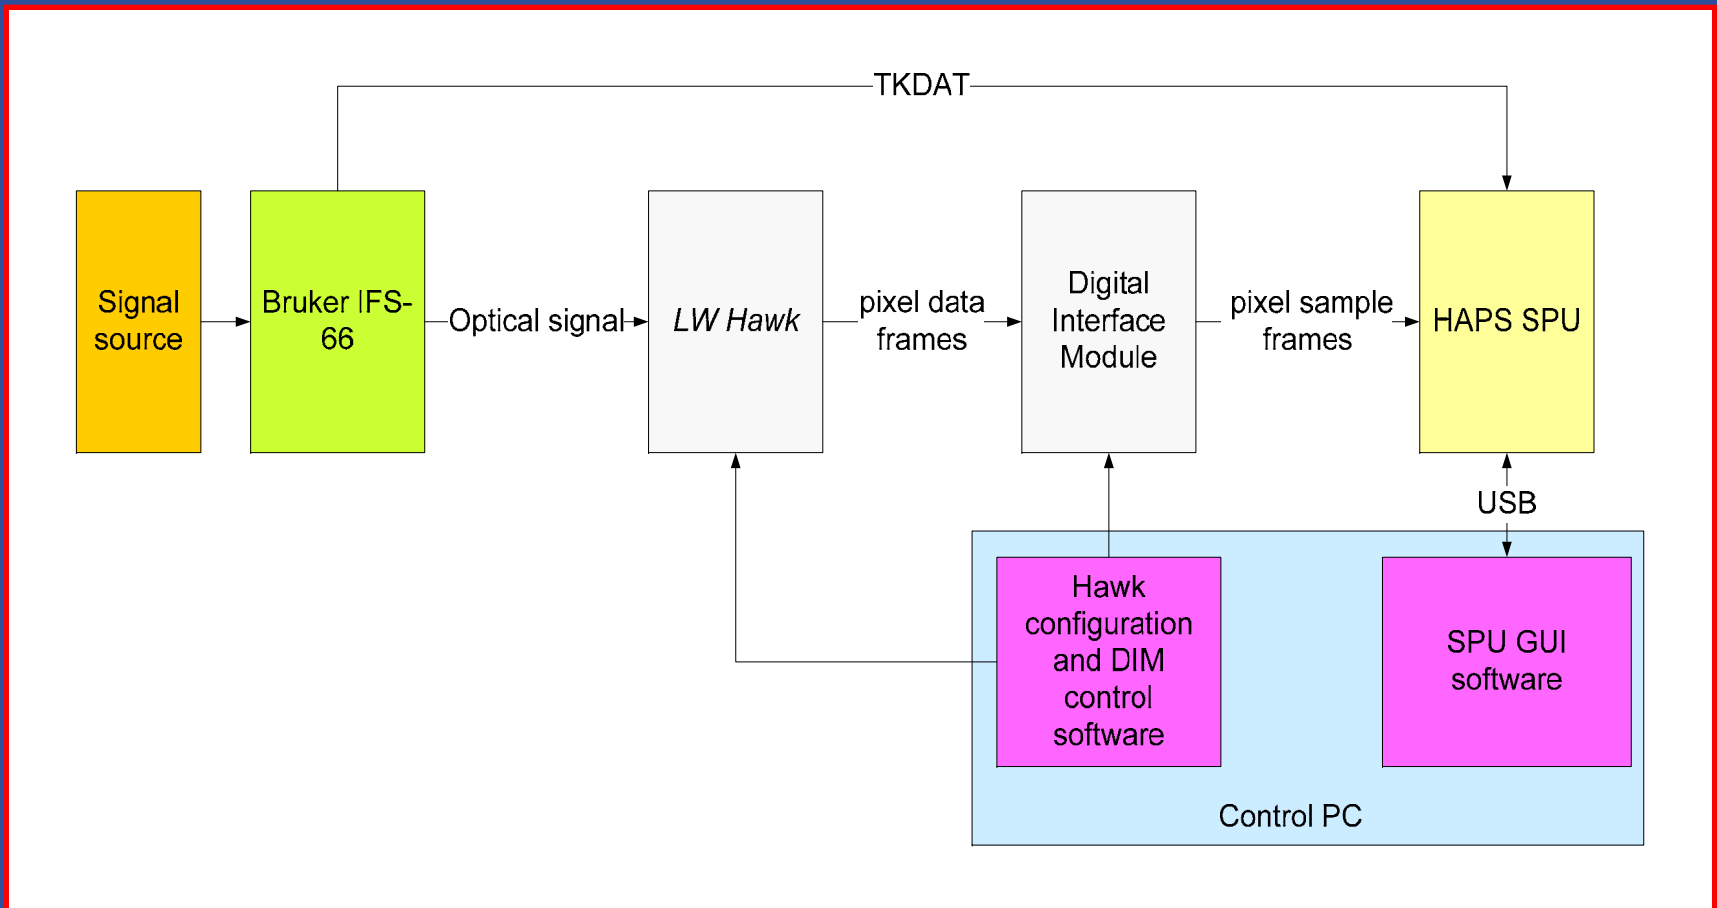 TKDAT
Signal
source
Bruker IFS-
66
Optical signal
LW Hawk
pixel data
frames
Digital
Interface
Module
pixel sample
frames
HAPS SPU
USB
Hawk
configuration
and DIM
control
software
SPU GUI
software
Control PC